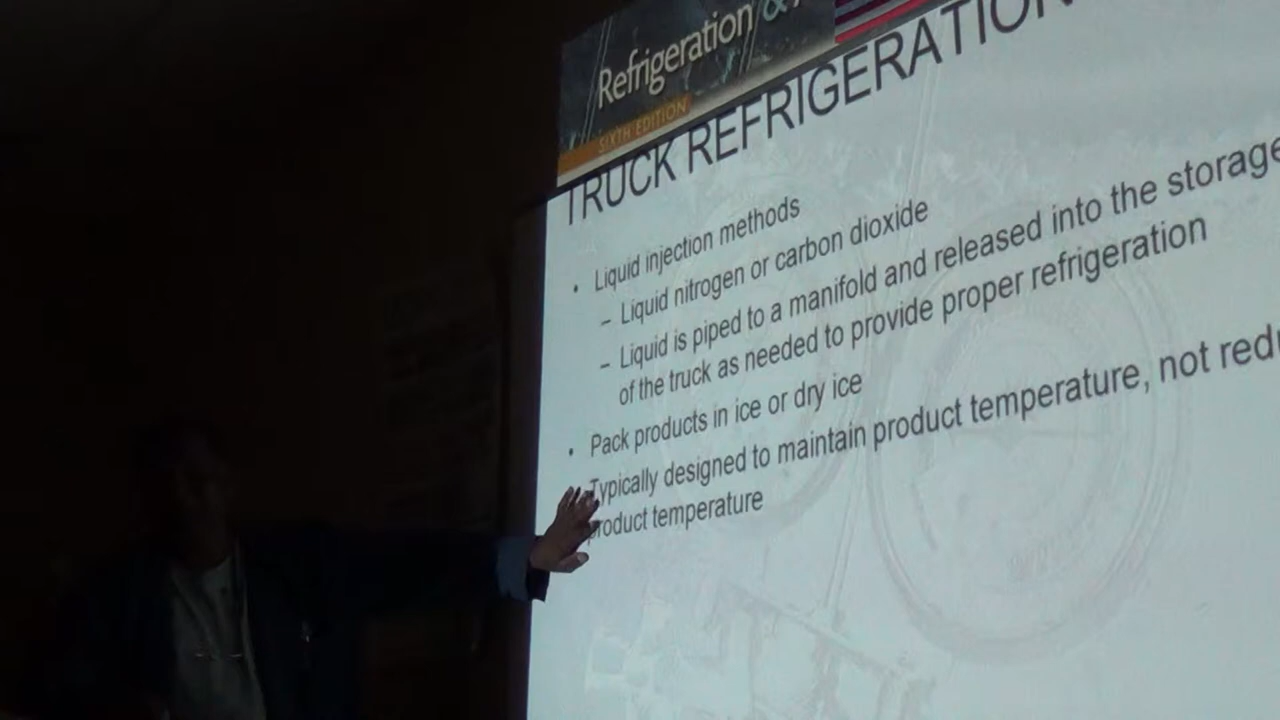 Refrigeration &
SIXTH EDITION
TRUCK REFRIGERATION
• Liquid injection methods
– Liquid nitrogen or carbon dioxide
– Liquid is piped to a manifold and released into the storage
of the truck as needed to provide proper refrigeration
• Pack products in ice or dry ice
Typically designed to maintain product temperature, not
product temperature